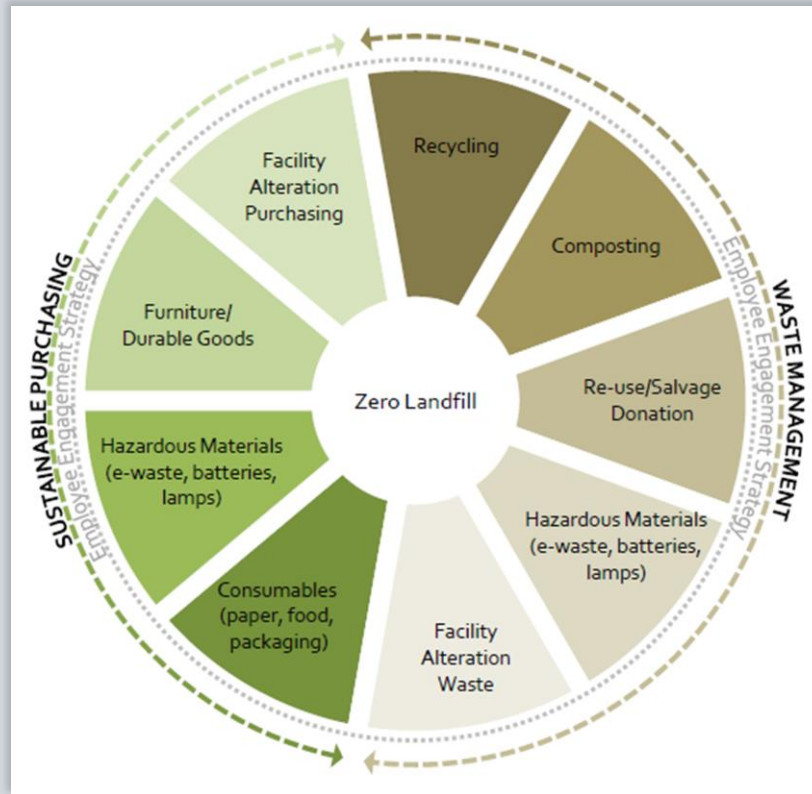 Recycling
Composting
Re-use/Salvage
Donation
Hazardous Materials
(e-waste, batteries,
lamps)
Facility
Alteration
Waste
Consumables
(paper, food,
packaging)
Hazardous Materials
(e-waste, batteries,
lamps)
Furniture/
Durable Goods
Facility
Alteration
Purchasing
Zero Landfill
SUSTAINABLE PURCHASING
Employee Engagement Strategy
WASTE MANAGEMENT
Employee Engagement Strategy